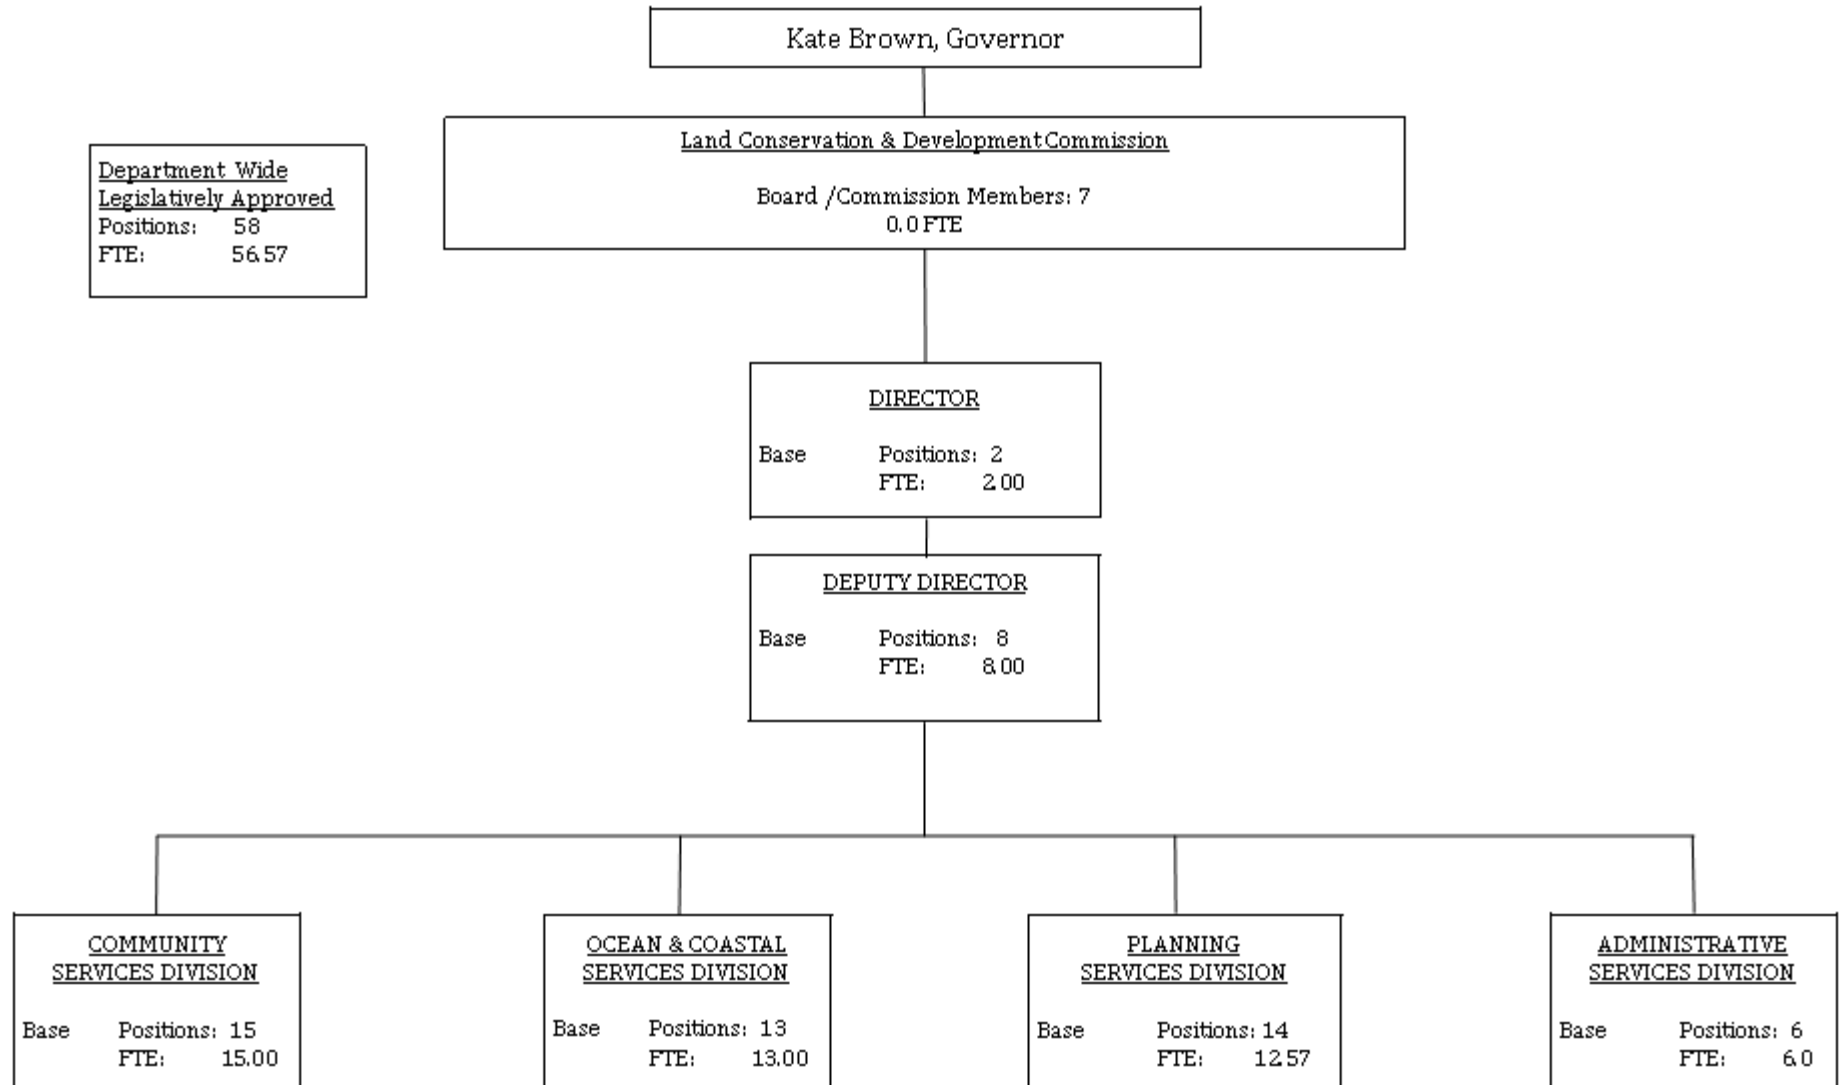 Kate Brown, Governor
Land Conservation & Development Commission
Board /Commission Members: 7
0.0 FTE
Department Wide
Legislatively Approved
Positions: 58
FTE: 56.57
DIRECTOR
Base Positions: 2
FTE: 2.00
DEPUTY DIRECTOR
Base Positions: 8
FTE: 8.00
COMMUNITY
SERVICES DIVISION
Base Positions: 15
FTE: 15.00
OCEAN & COASTAL
SERVICES DIVISION
Base Positions: 13
FTE: 13.00
PLANNING
SERVICES DIVISION
Base Positions: 14
FTE: 12.57
ADMINISTRATIVE
SERVICES DIVISION
Base Positions: 6
FTE: 6.0